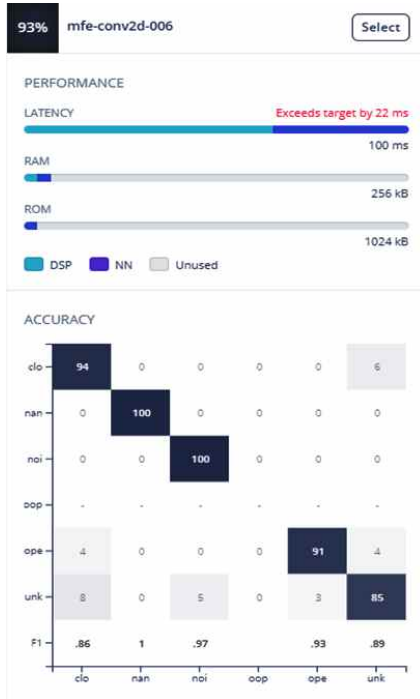 93% mfe-conv2d-006 Select
PERFORMANCE
LATENCY Exceeds target by 22 ms
100 ms
RAM
256 kB
ROM
1024 kB
DSP NN Unused
ACCURACY
clo 94 0 0 0 0 6
nan 0 100 0 0 0 0
noi 0 0 100 0 0 0
oop - - - - - -
ope 4 0 0 0 91 4
unk 8 0 5 0 3 85
F1 .86 1 .97 .93 .89
clo nan noi oop ope unk